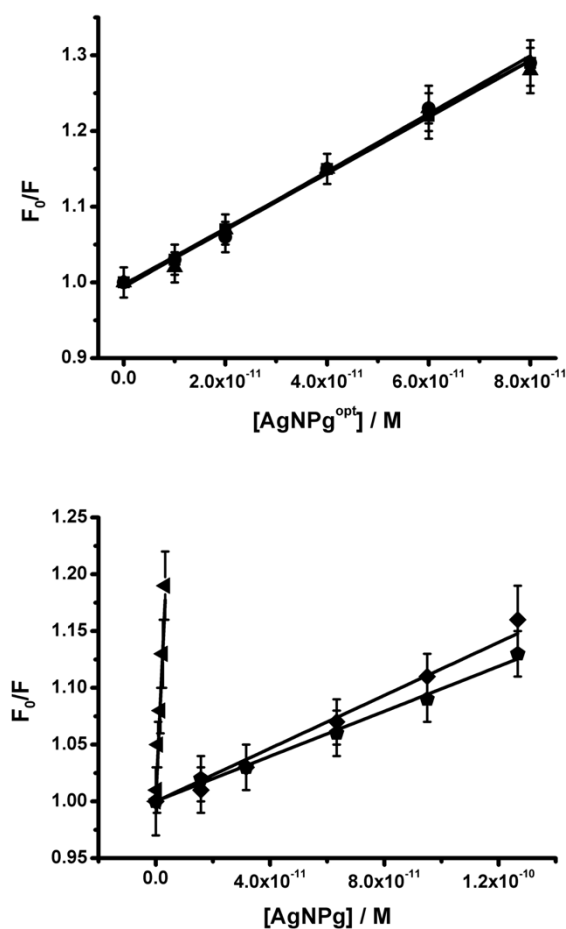 1.3
1.2
1.1
1.0
0.9
F₀/F
0.0 2.0x10⁻¹¹ 4.0x10⁻¹¹ 6.0x10⁻¹¹ 8.0x10⁻¹¹
[AgNPgᵒᵖᵗ] / M
1.25
1.20
1.15
1.10
1.05
1.00
0.95
F₀/F
0.0 4.0x10⁻¹¹ 8.0x10⁻¹¹ 1.2x10⁻¹⁰
[AgNPg] / M